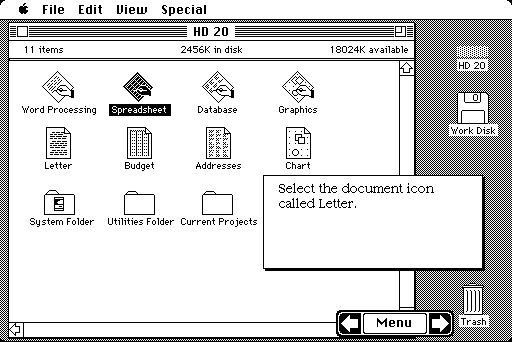 File Edit View Special
HD 20
11 items 2456K in disk 18024K available
Word Processing Spreadsheet Database Graphics
Letter Budget Addresses Chart
System Folder Utilities Folder Current Projects
Select the document icon
called Letter.
Menu
HD 20
0
Work Disk
Trash